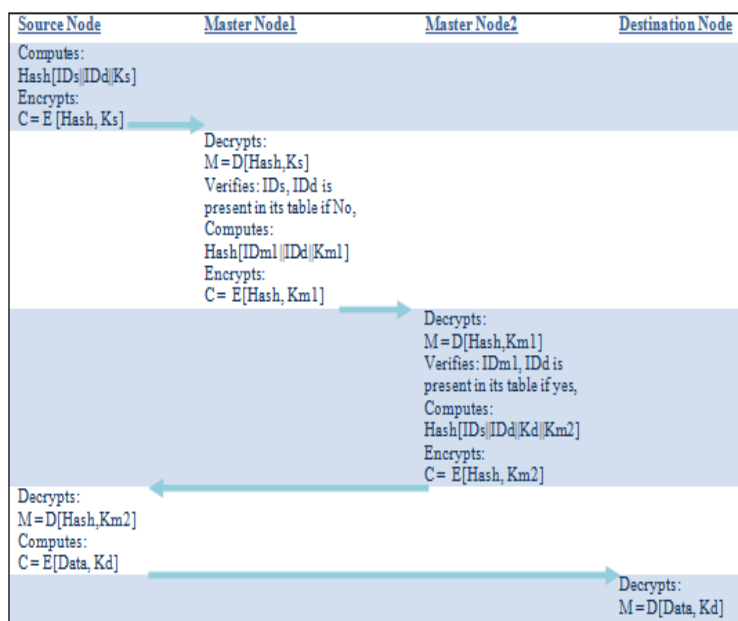 Source Node Master Node1 Master Node2 Destination Node
Computes:
Hash[IDs||IDd||Ks]
Encrypts:
C= E [Hash, Ks]
Decrypts:
M=D[Hash,Ks]
Verifies: IDs, IDd is
present in its table if No,
Computes:
Hash[IDm1||IDd||Km1]
Encrypts:
C= E[Hash, Km1]
Decrypts:
M=D[Hash,Km1]
Verifies: IDm1, IDd is
present in its table if yes,
Computes:
Hash[IDs||IDd||Kd||Km2]
Encrypts:
C= E[Hash, Km2]
Decrypts:
M=D[Hash,Km2]
Computes:
C=E[Data, Kd]
Decrypts:
M=D[Data, Kd]